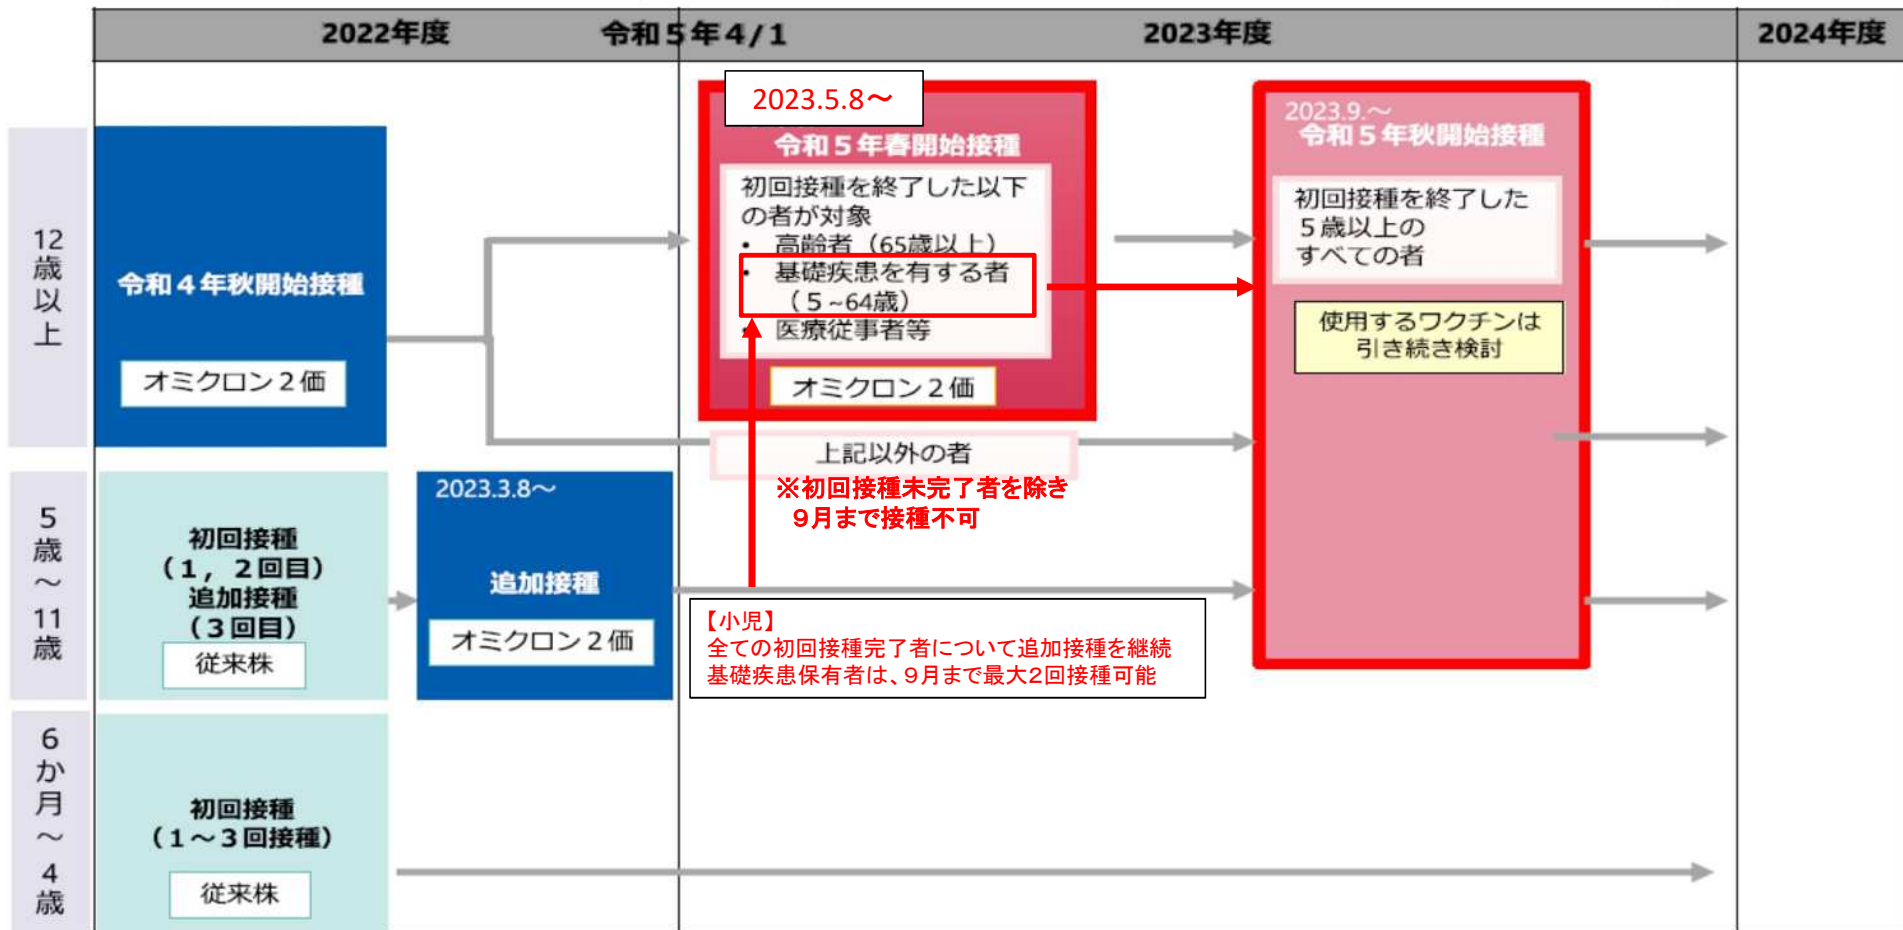 2022年度
令和5年4/1
2023年度
2024年度
12歳以上
令和4年秋開始接種
オミクロン2価
2023.5.8～
令和5年春開始接種
初回接種を終了した以下
の者が対象
• 高齢者（65歳以上）
• 基礎疾患を有する者
（5~64歳）
• 医療従事者等
オミクロン2価
上記以外の者
※初回接種未完了者を除き
9月まで接種不可
2023.9.～
令和5年秋開始接種
初回接種を終了した
5歳以上の
すべての者
使用するワクチンは
引き続き検討
5歳～11歳
初回接種
（1，2回目）
追加接種
（3回目）
従来株
2023.3.8～
追加接種
オミクロン2価
【小児】
全ての初回接種完了者について追加接種を継続
基礎疾患保有者は、9月まで最大2回接種可能
6か月～4歳
初回接種
（1～3回接種）
従来株